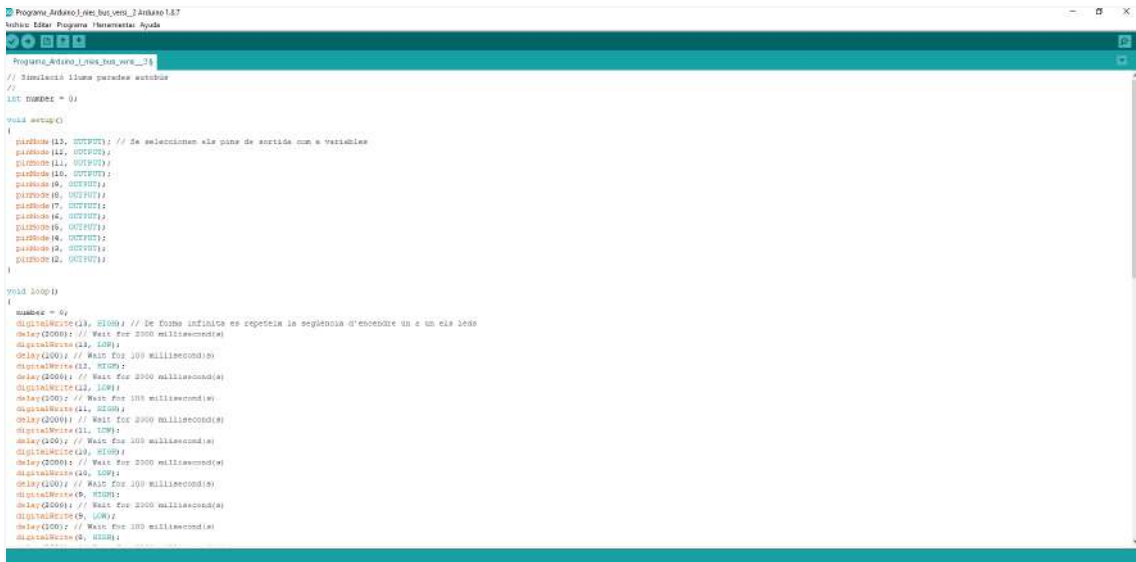 Programa_Arduino_l_nies_bus_versi__2 Arduino 1.8.7
Archivo Editar Programa Herramientas Ayuda
Programa_Arduino_l_nies_bus_versi__2 §
// Simulació llums parades autobús
//
int number = 0;
void setup()
{
pinMode(13, OUTPUT); // Se seleccionen els pins de sortida com a variables
pinMode(12, OUTPUT);
pinMode(11, OUTPUT);
pinMode(10, OUTPUT);
pinMode(9, OUTPUT);
pinMode(8, OUTPUT);
pinMode(7, OUTPUT);
pinMode(6, OUTPUT);
pinMode(5, OUTPUT);
pinMode(4, OUTPUT);
pinMode(3, OUTPUT);
pinMode(2, OUTPUT);
}
void loop()
{
number = 0;
digitalWrite(13, HIGH); // De forma infinita es repeteix la seqüencia d'encendre un a un els leds
delay(2000); // Wait for 2000 millisecond(s)
digitalWrite(13, LOW);
delay(100); // Wait for 100 millisecond(s)
digitalWrite(12, HIGH);
delay(2000); // Wait for 2000 millisecond(s)
digitalWrite(12, LOW);
delay(100); // Wait for 100 millisecond(s)
digitalWrite(11, HIGH);
delay(2000); // Wait for 2000 millisecond(s)
digitalWrite(11, LOW);
delay(100); // Wait for 100 millisecond(s)
digitalWrite(10, HIGH);
delay(2000); // Wait for 2000 millisecond(s)
digitalWrite(10, LOW);
delay(100); // Wait for 100 millisecond(s)
digitalWrite(9, HIGH);
delay(2000); // Wait for 2000 millisecond(s)
digitalWrite(9, LOW);
delay(100); // Wait for 100 millisecond(s)
digitalWrite(8, HIGH);